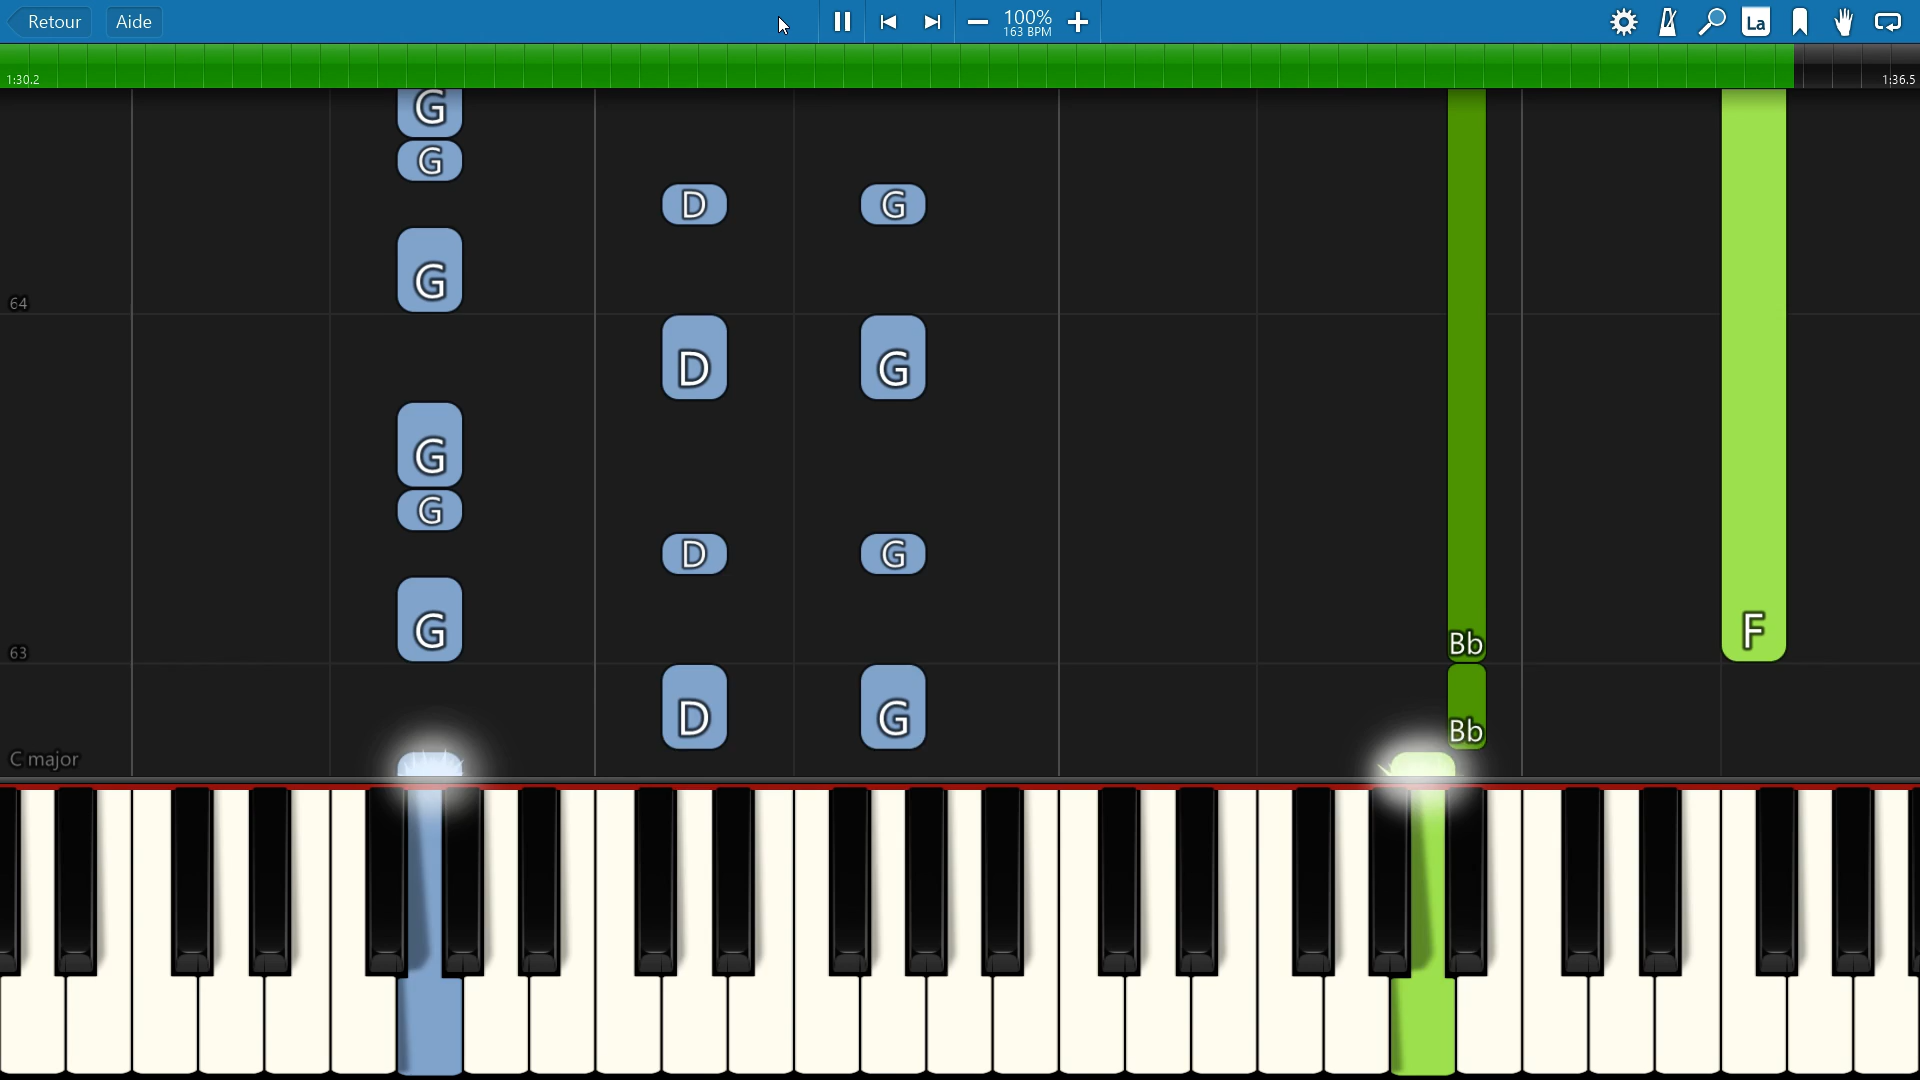 Retour Aide 100% La
163 BPM
1:30.2 1:36.5
G
G
D G
G
64
D G
G
G
D G
G Bb F
63
D G Bb
C major